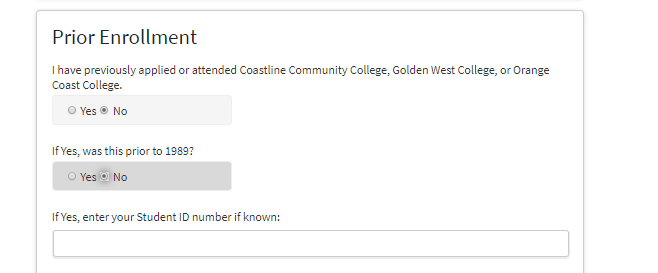 Prior Enrollment
I have previously applied or attended Coastline Community College, Golden West College, or Orange
Coast College.
Yes No
If Yes, was this prior to 1989?
Yes No
If Yes, enter your Student ID number if known: